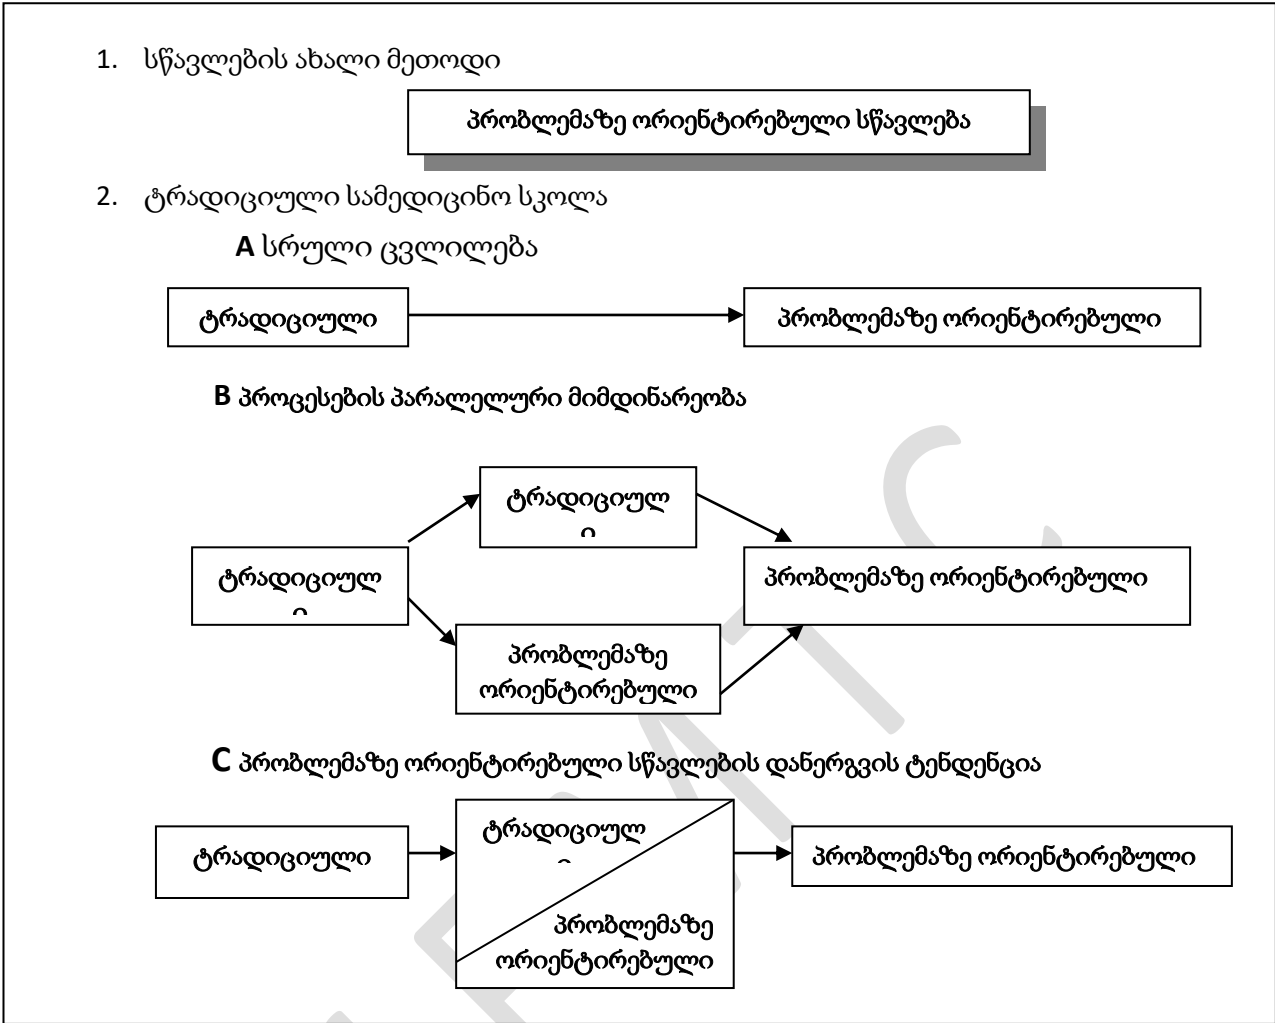 1. სწავლების ახალი მეთოდი
პრობლემაზე ორიენტირებული სწავლება
2. ტრადიციული სამედიცინო სკოლა
A სრული ცვლილება
ტრადიციული
პრობლემაზე ორიენტირებული
B პროცესების პარალელური მიმდინარეობა
ტრადიციულ
ი
ტრადიციულ
ი
პრობლემაზე ორიენტირებული
პრობლემაზე
ორიენტირებული
C პრობლემაზე ორიენტირებული სწავლების დანერგვის ტენდენცია
ტრადიციული
ტრადიციულ
ი
პრობლემაზე
ორიენტირებული
პრობლემაზე ორიენტირებული